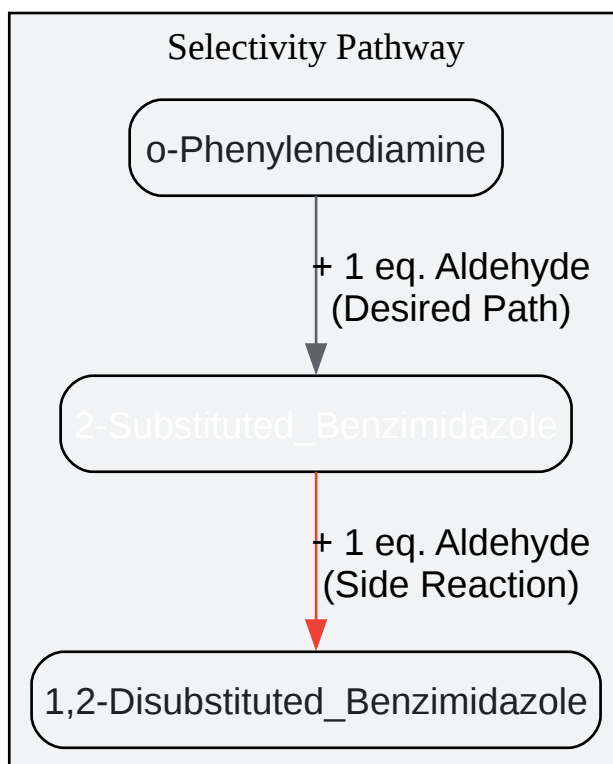 Selectivity Pathway
o-Phenylenediamine
+ 1 eq. Aldehyde
(Desired Path)
2-Substituted_Benzimidazole
+ 1 eq. Aldehyde
(Side Reaction)
1,2-Disubstituted_Benzimidazole